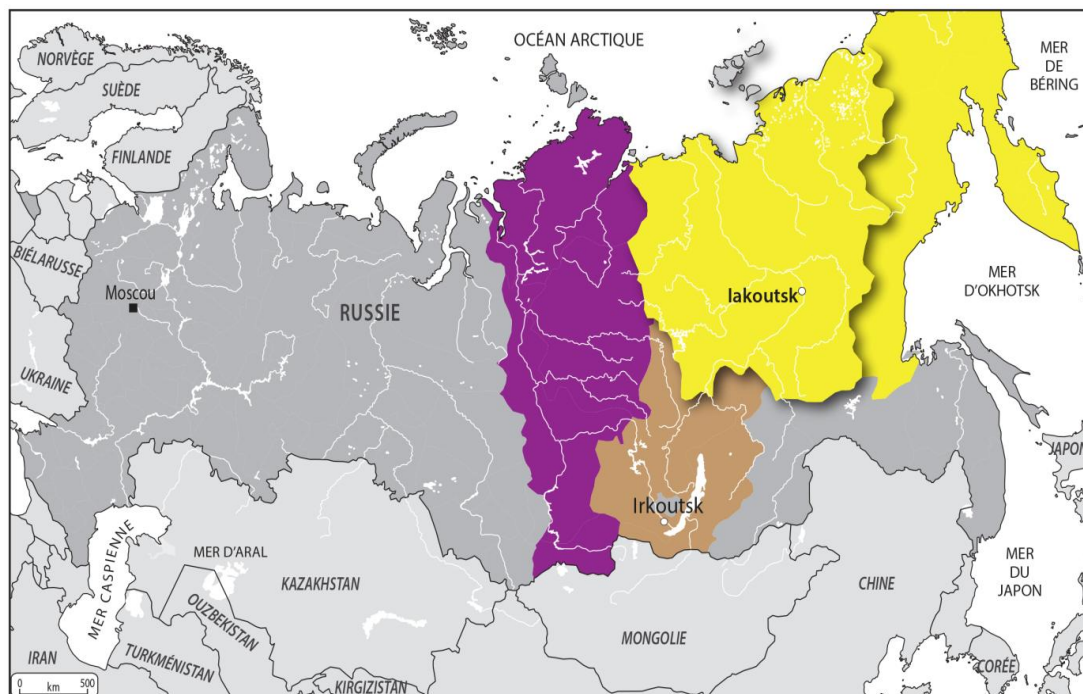 OCÉAN ARCTIQUE
MER
DE
BÉRING
NORVÈGE
SUÈDE
FINLANDE
BIÉLARUSSE
Moscou
RUSSIE
Iakoutsk
MER
D'OKHOTSK
UKRAINE
JAPON
Irkoutsk
MER CASPIENNE
MER D'ARAL
KAZAKHSTAN
OUZBEKISTAN
CHINE
MER
DU
JAPON
MONGOLIE
IRAN
TURKMÉNISTAN
KIRGIZISTAN
CORÉE
0 km 500